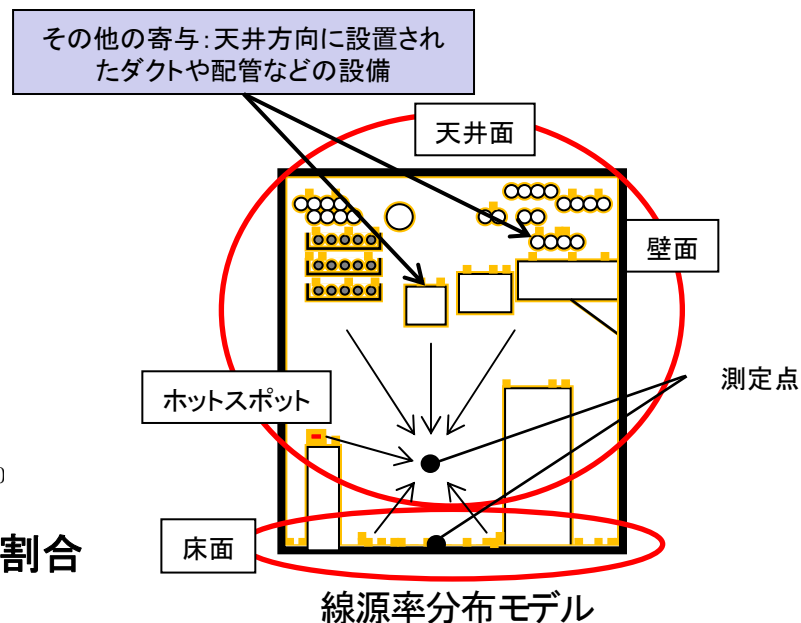 その他の寄与:天井方向に設置され
たダクトや配管などの設備
天井面
壁面
測定点
ホットスポット
床面
割合
線源率分布モデル